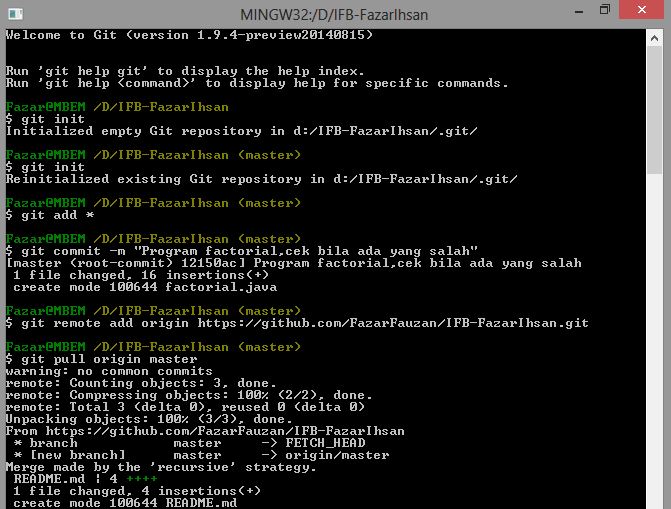 MINGW32:/D/IFB-FazarIhsan
Welcome to Git (version 1.9.4-preview20140815)
Run 'git help git' to display the help index.
Run 'git help <command>' to display help for specific commands.
Fazar@MBEM /D/IFB-FazarIhsan
$ git init
Initialized empty Git repository in d:/IFB-FazarIhsan/.git/
Fazar@MBEM /D/IFB-FazarIhsan (master)
$ git init
Reinitialized existing Git repository in d:/IFB-FazarIhsan/.git/
Fazar@MBEM /D/IFB-FazarIhsan (master)
$ git add *
Fazar@MBEM /D/IFB-FazarIhsan (master)
$ git commit -m "Program factorial,cek bila ada yang salah"
[master (root-commit) 12150ac] Program factorial,cek bila ada yang salah
 1 file changed, 16 insertions(+)
 create mode 100644 factorial.java
Fazar@MBEM /D/IFB-FazarIhsan (master)
$ git remote add origin https://github.com/FazarFauzan/IFB-FazarIhsan.git
Fazar@MBEM /D/IFB-FazarIhsan (master)
$ git pull origin master
warning: no common commits
remote: Counting objects: 3, done.
remote: Compressing objects: 100% (2/2), done.
remote: Total 3 (delta 0), reused 0 (delta 0)
Unpacking objects: 100% (3/3), done.
From https://github.com/FazarFauzan/IFB-FazarIhsan
 * branch            master     -> FETCH_HEAD
 * [new branch]      master     -> origin/master
Merge made by the 'recursive' strategy.
 README.md | 4 ++++
 1 file changed, 4 insertions(+)
 create mode 100644 README.md